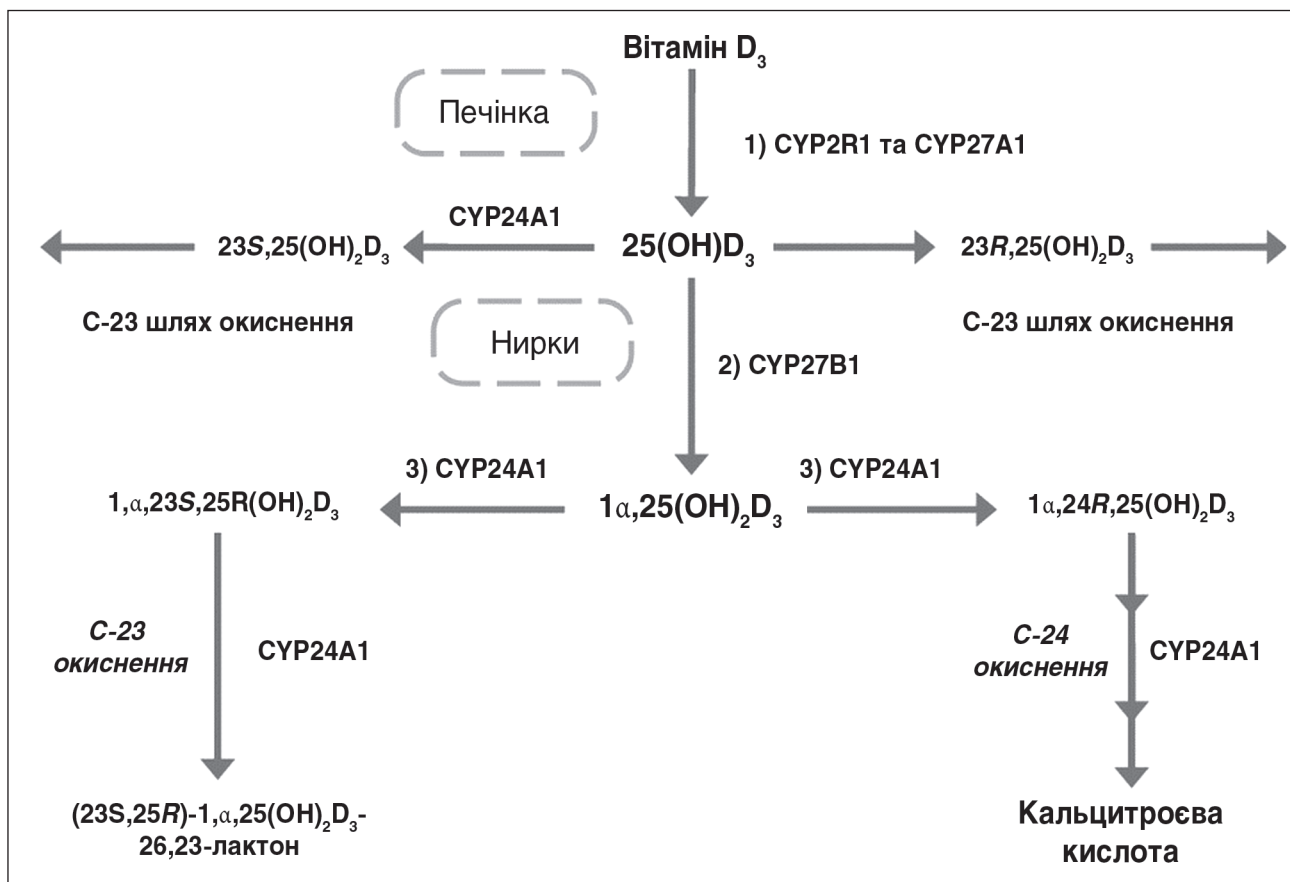 Вітамін D₃
Печінка
1) CYP2R1 та CYP27A1
CYP24A1
23S,25(OH)₂D₃
25(OH)D₃
23R,25(OH)₂D₃
С-23 шлях окиснення
С-23 шлях окиснення
Нирки
2) CYP27B1
3) CYP24A1
3) CYP24A1
1,α,23S,25R(OH)₂D₃
1α,25(OH)₂D₃
1α,24R,25(OH)₂D₃
С-23
окиснення
CYP24A1
С-24
окиснення
CYP24A1
(23S,25R)-1,α,25(OH)₂D₃-
26,23-лактон
Кальцитроєва
кислота